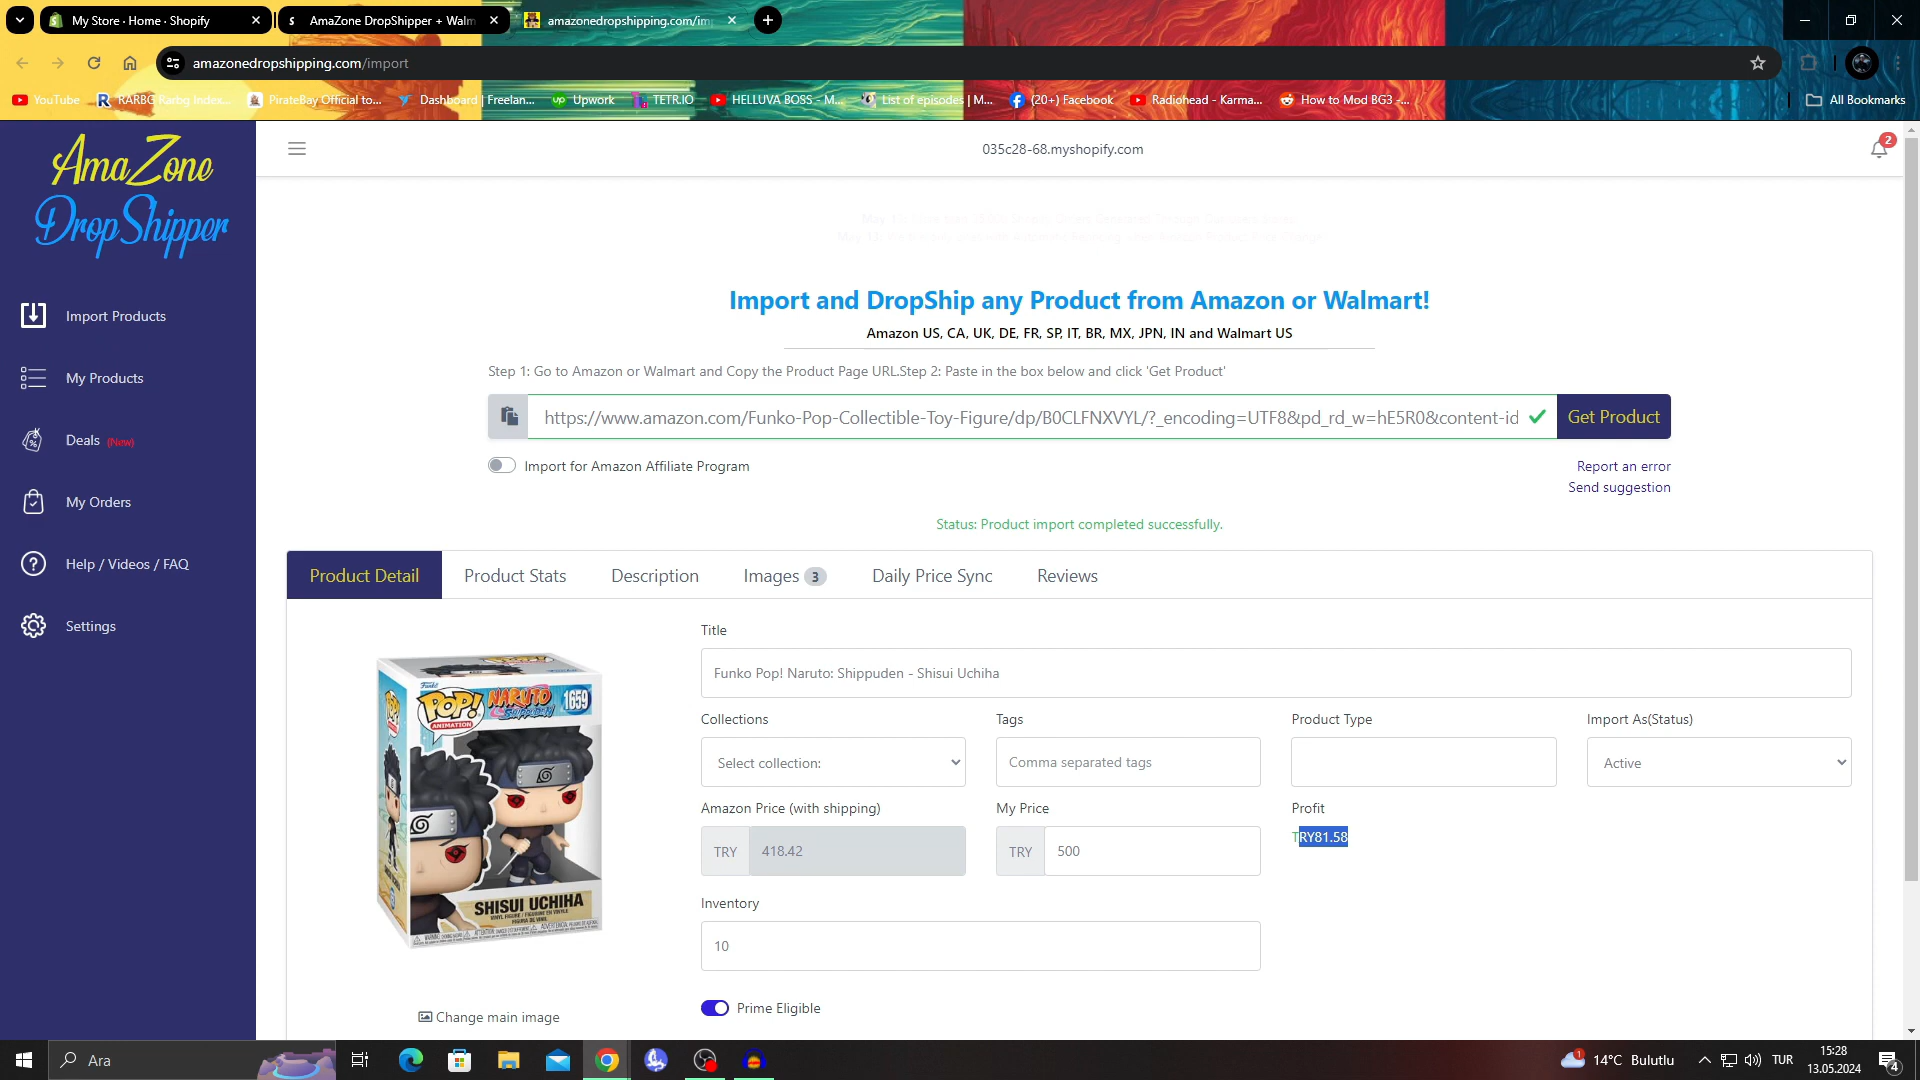 My Store · Home · Shopify
AmaZone DropShipper + Walm
amazonedropshipping.com/im
amazonedropshipping.com/import
YouTube
RARBG Rarbg Index...
PirateBay Official to...
Dashboard | Freelan...
Upwork
TETR.IO
HELLUVA BOSS - M...
List of episodes | M...
(20+) Facebook
Radiohead - Karma...
How to Mod BG3 -...
All Bookmarks
AmaZone
DropShipper
035c28-68.myshopify.com
2
Import Products
My Products
Deals (New)
My Orders
Help / Videos / FAQ
Settings
Import and DropShip any Product from Amazon or Walmart!
Amazon US, CA, UK, DE, FR, SP, IT, BR, MX, JPN, IN and Walmart US
Step 1: Go to Amazon or Walmart and Copy the Product Page URL.Step 2: Paste in the box below and click 'Get Product'
https://www.amazon.com/Funko-Pop-Collectible-Toy-Figure/dp/B0CLFNXVYL/?_encoding=UTF8&pd_rd_w=hE5R0&content-id
Get Product
Import for Amazon Affiliate Program
Report an error
Send suggestion
Status: Product import completed successfully.
Product Detail
Product Stats
Description
Images 3
Daily Price Sync
Reviews
Title
Funko Pop! Naruto: Shippuden - Shisui Uchiha
Collections
Tags
Product Type
Import As(Status)
Select collection:
Comma separated tags
Active
Amazon Price (with shipping)
My Price
Profit
TRY 418.42
TRY 500
TRY81.58
Inventory
10
Prime Eligible
Funko
POP!
ANIMATION
NARUTO
Shippuden
1659
SHISUI UCHIHA
Change main image
Ara
14°C Bulutlu
TUR
15:28
13.05.2024
4